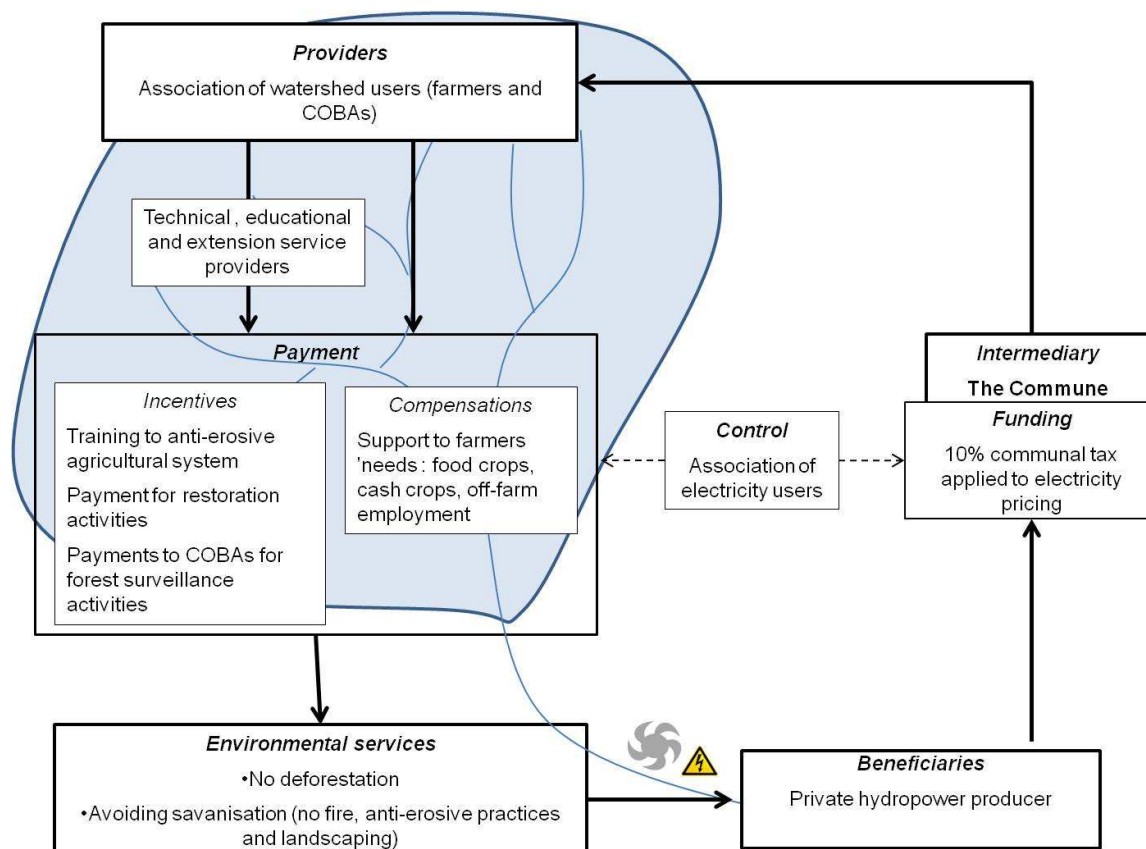 Providers
Association of watershed users (farmers and
COBAs)
Technical , educational
and extension service
providers
Payment
Incentives
Training to anti-erosive
agricultural system
Payment for restoration
activities
Payments to COBAs for
forest surveillance
activities
Compensations
Support to farmers
'needs : food crops,
cash crops, off-farm
employment
Control
Association of
electricity users
Intermediary
The Commune
Funding
10% communal tax
applied to electricity
pricing
Environmental services
•No deforestation
•Avoiding savanisation (no fire, anti-erosive practices
and landscaping)
Beneficiaries
Private hydropower producer